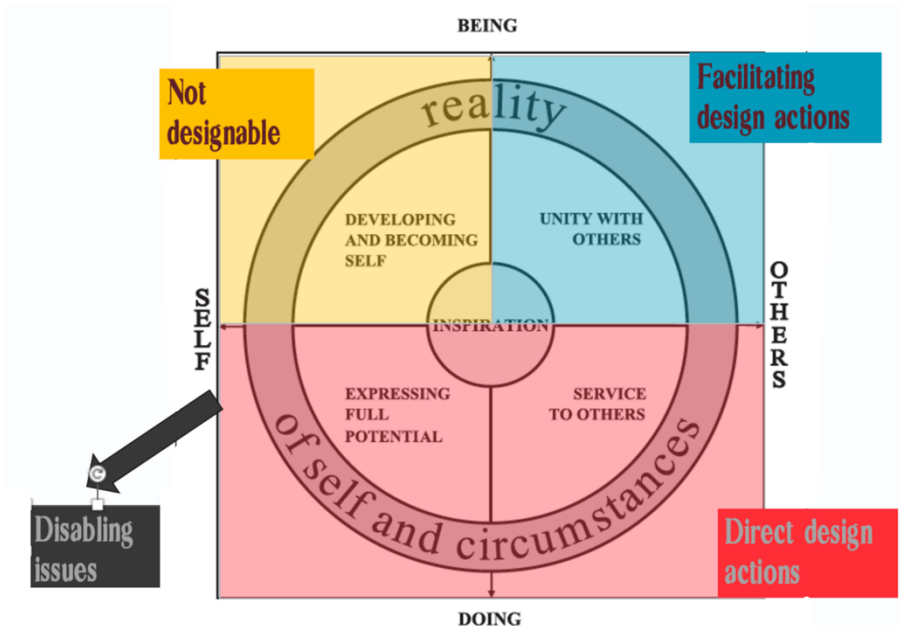 BEING
Not
designable
Facilitating
design actions
reality
DEVELOPING
AND BECOMING
SELF
UNITY WITH
OTHERS
SELF
OTHERS
INSPIRATION
EXPRESSING
FULL
POTENTIAL
SERVICE
TO OTHERS
of self and circumstances
Disabling
issues
Direct design
actions
DOING